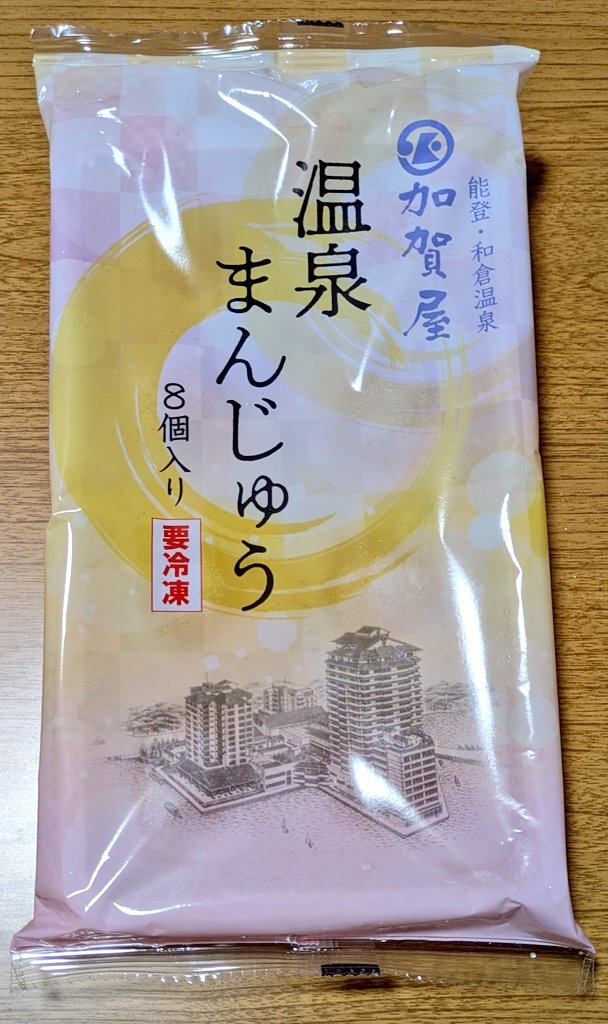 能登・和倉温泉
加賀屋
温泉
まんじゅう
8個入り
要冷凍